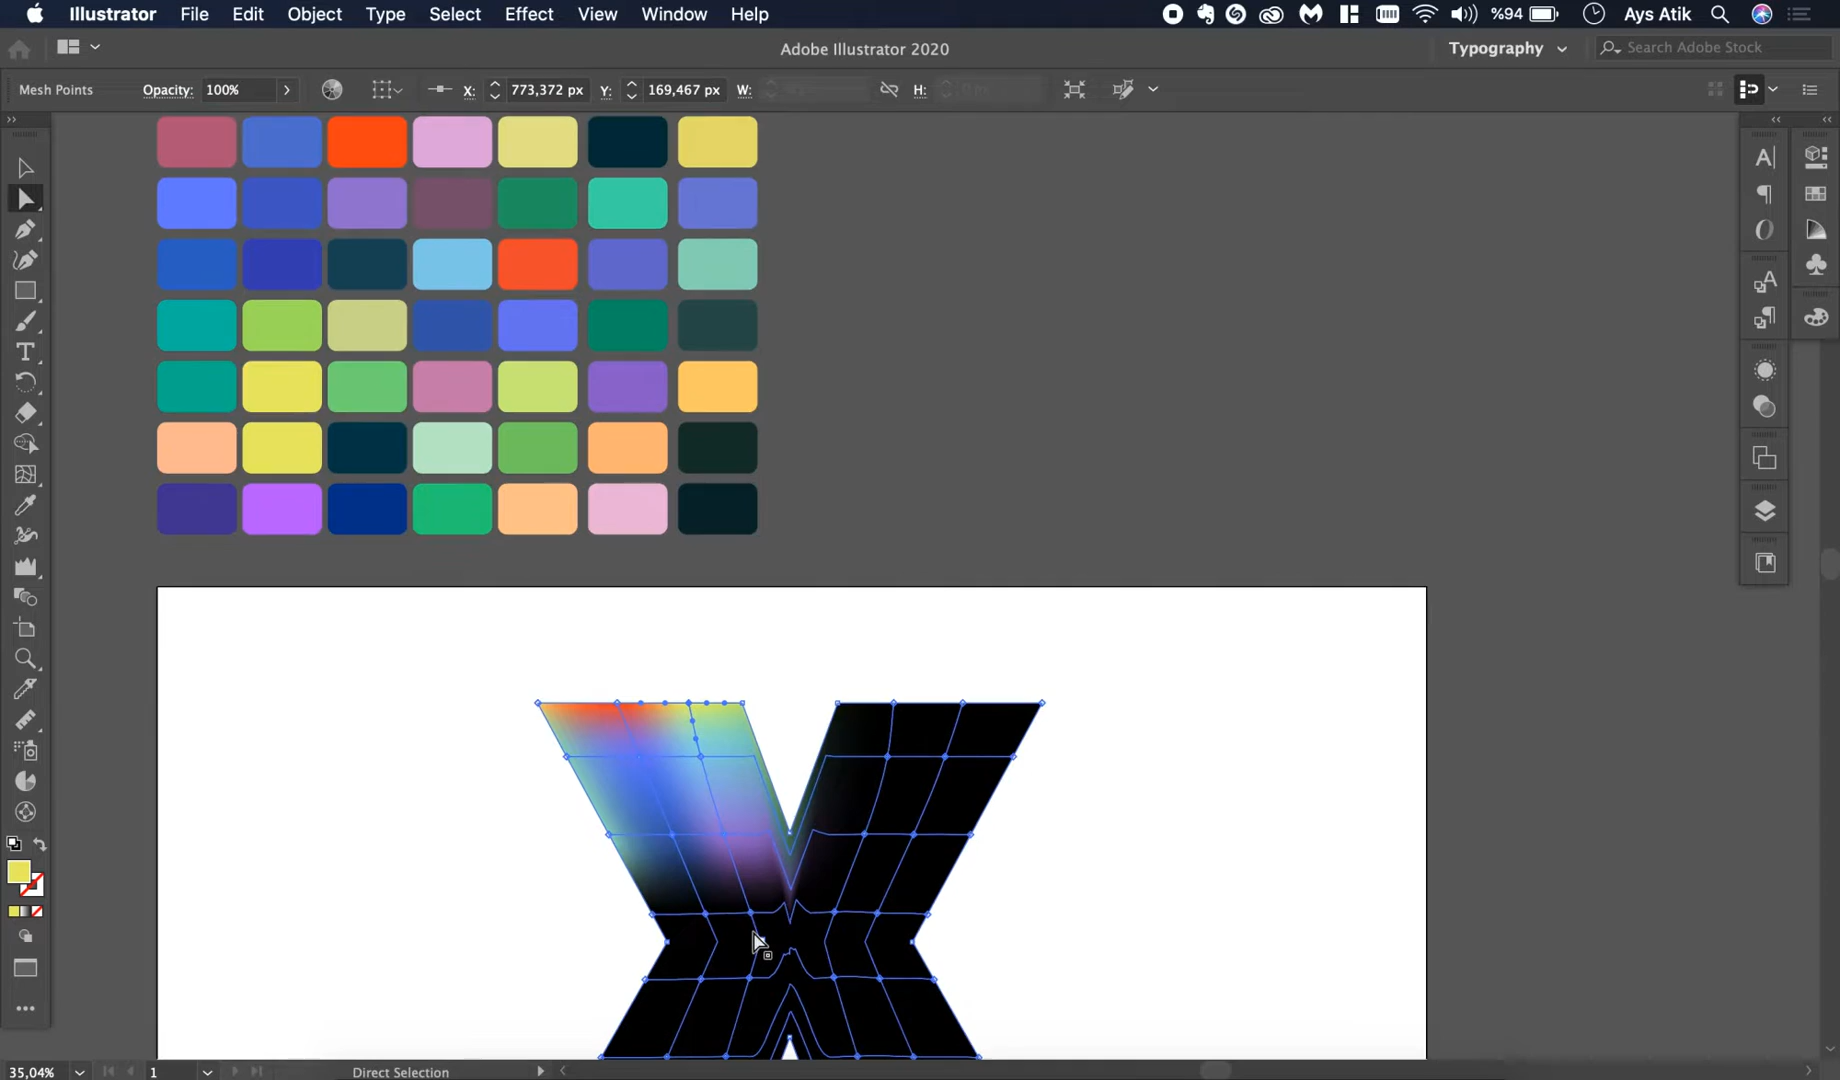 Illustrator File Edit Object Type Select Effect View Window Help %94 Ays Atik
Adobe Illustrator 2020 Typography Search Adobe Stock
Mesh Points Opacity: 100% X: 773,372 px Y: 169,467 px W: H:
35,04% 1 Direct Selection